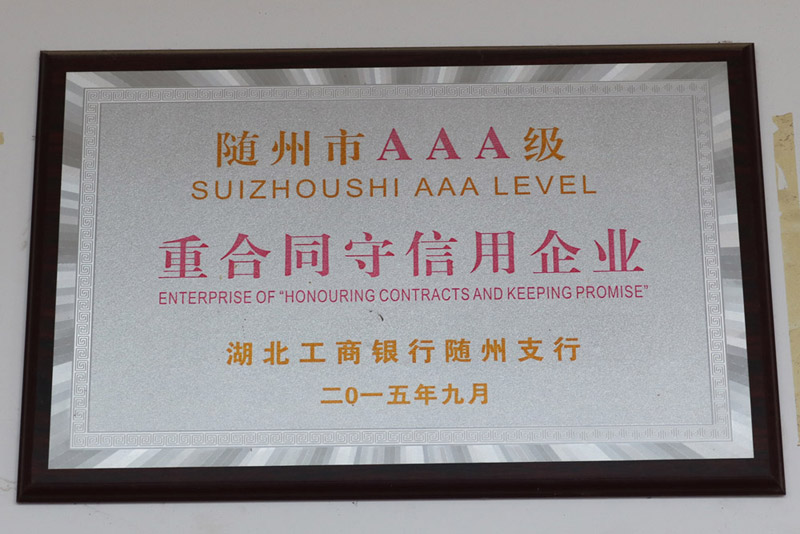 随州市AAA级
SUIZHOUSHI AAA LEVEL
重合同守信用企业
ENTERPRISE OF “HONOURING CONTRACTS AND KEEPING PROMISE”
湖北工商银行随州支行
二0一五年九月